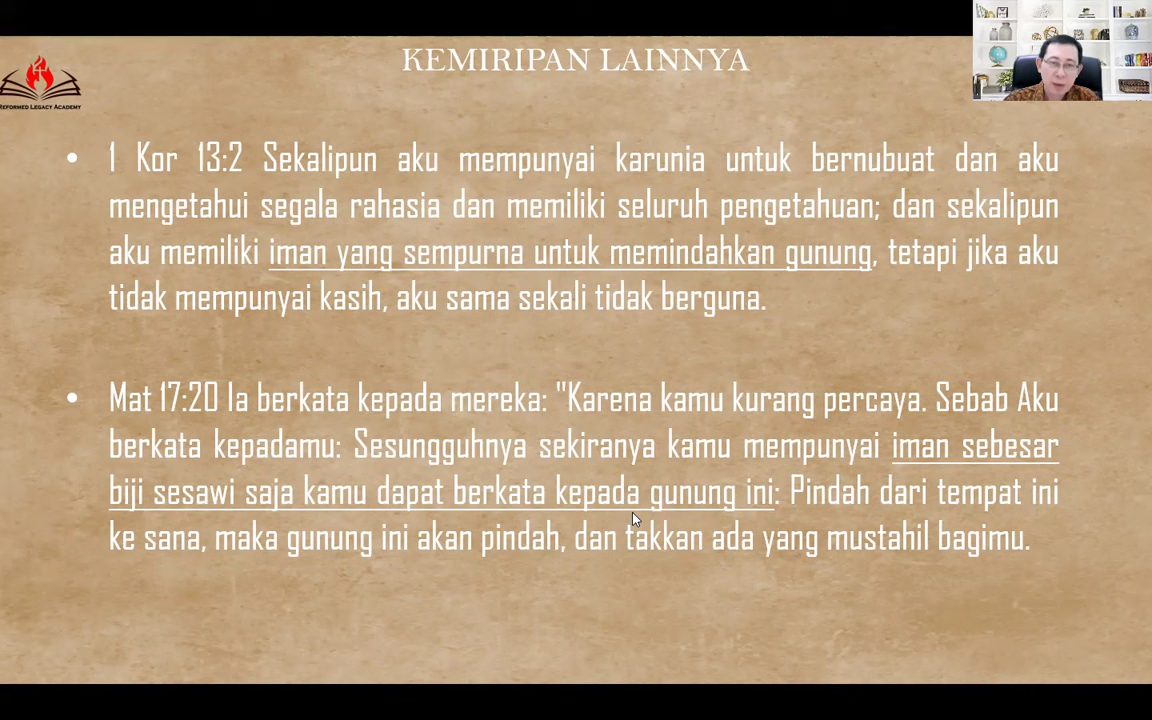 KEMIRIPAN LAINNYA
REFORMED LEGACY ACADEMY
• 1 Kor 13:2 Sekalipun aku mempunyai karunia untuk bernubuat dan aku
mengetahui segala rahasia dan memiliki seluruh pengetahuan; dan sekalipun
aku memiliki iman yang sempurna untuk memindahkan gunung, tetapi jika aku
tidak mempunyai kasih, aku sama sekali tidak berguna.
• Mat 17:20 Ia berkata kepada mereka: "Karena kamu kurang percaya. Sebab Aku
berkata kepadamu: Sesungguhnya sekiranya kamu mempunyai iman sebesar
biji sesawi saja kamu dapat berkata kepada gunung ini: Pindah dari tempat ini
ke sana, maka gunung ini akan pindah, dan takkan ada yang mustahil bagimu.